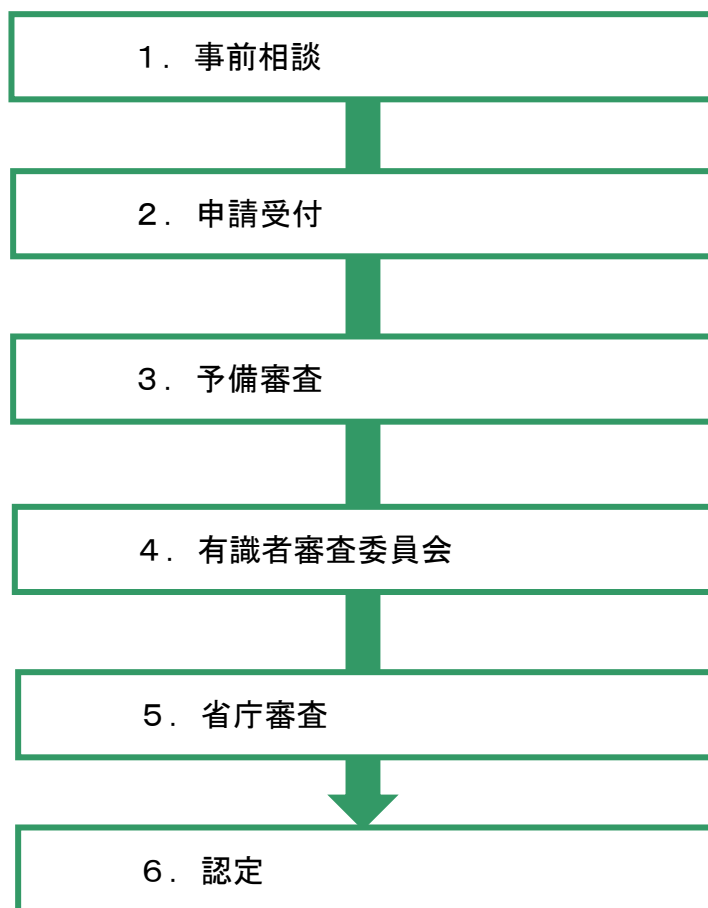 １．事前相談
２．申請受付
３．予備審査
４．有識者審査委員会
５．省庁審査
６．認定